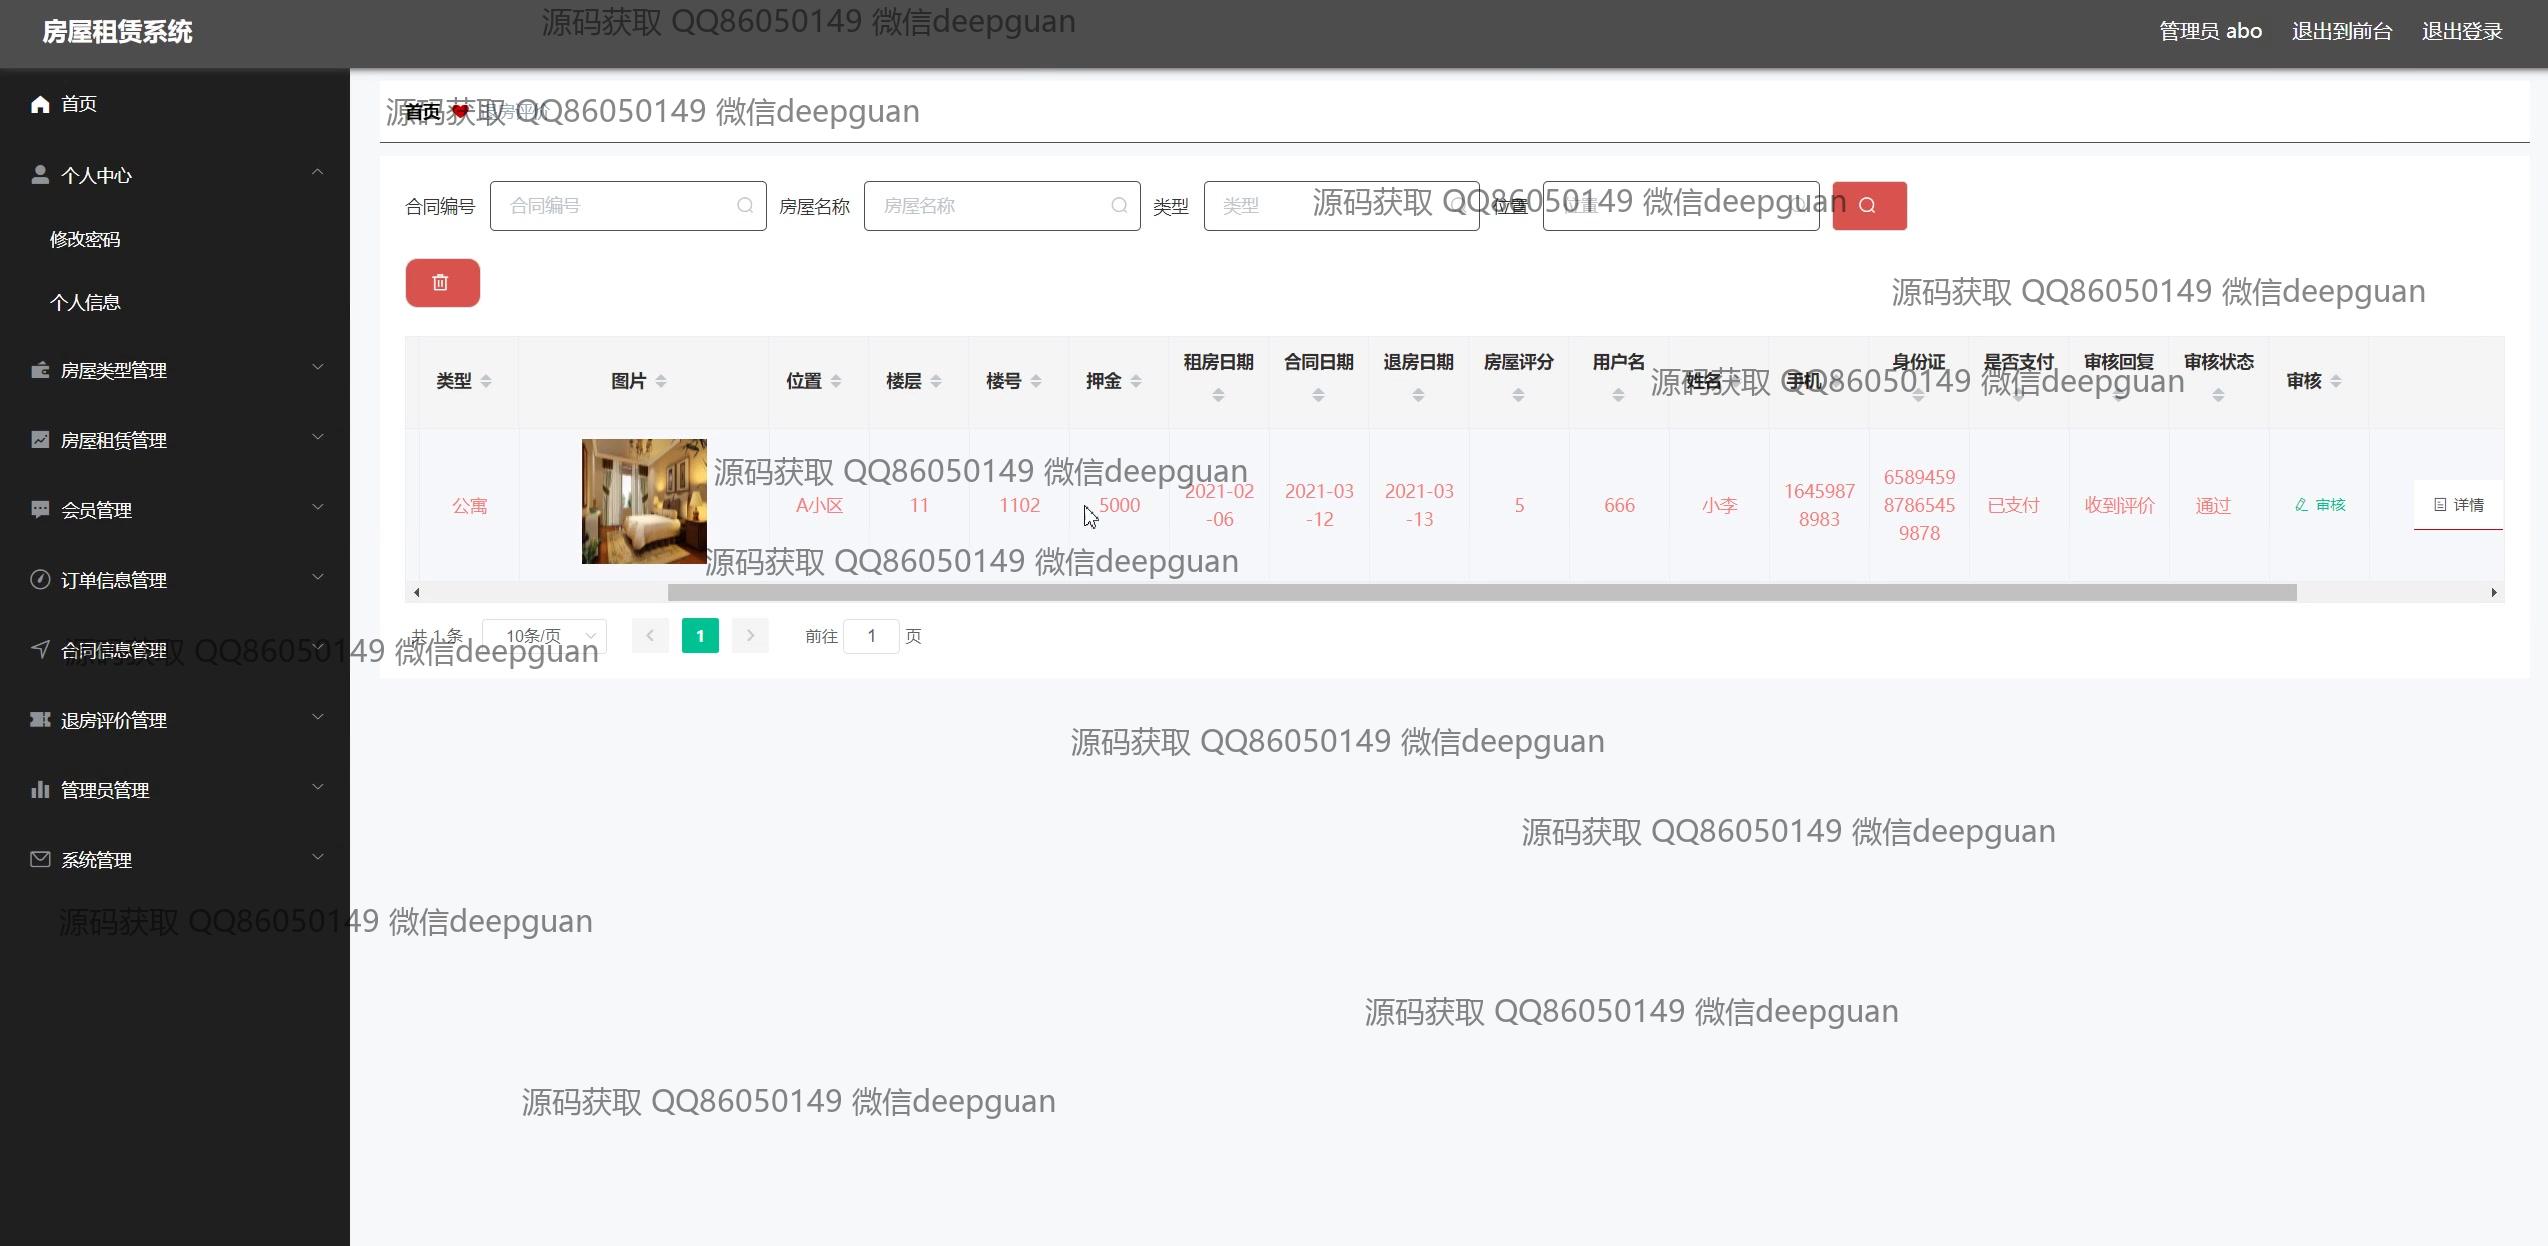 房屋租赁系统
源码获取 QQ86050149 微信deepguan
管理员 abo 退出到前台 退出登录
首页
首页 退房评价
源码获取 QQ86050149 微信deepguan
个人中心
合同编号 合同编号 房屋名称 房屋名称 类型 类型 位置 位置
源码获取 QQ86050149 微信deepguan
修改密码
个人信息
源码获取 QQ86050149 微信deepguan
房屋类型管理
类型 图片 位置 楼层 楼号 押金 租房日期 合同日期 退房日期 房屋评分 用户名 姓名 手机 身份证 是否支付 审核回复 审核状态 审核
源码获取 QQ86050149 微信deepguan
房屋租赁管理
源码获取 QQ86050149 微信deepguan
会员管理
公寓 A小区 11 1102 5000 2021-02-06 2021-03-12 2021-03-13 5 666 小李 16459878983 658945987865459878 已支付 收到评价 通过 审核 详情
源码获取 QQ86050149 微信deepguan
订单信息管理
共 1 条 10条/页 1 前往 1 页
合同信息管理
源码获取 QQ86050149 微信deepguan
退房评价管理
源码获取 QQ86050149 微信deepguan
管理员管理
源码获取 QQ86050149 微信deepguan
系统管理
源码获取 QQ86050149 微信deepguan
源码获取 QQ86050149 微信deepguan
源码获取 QQ86050149 微信deepguan